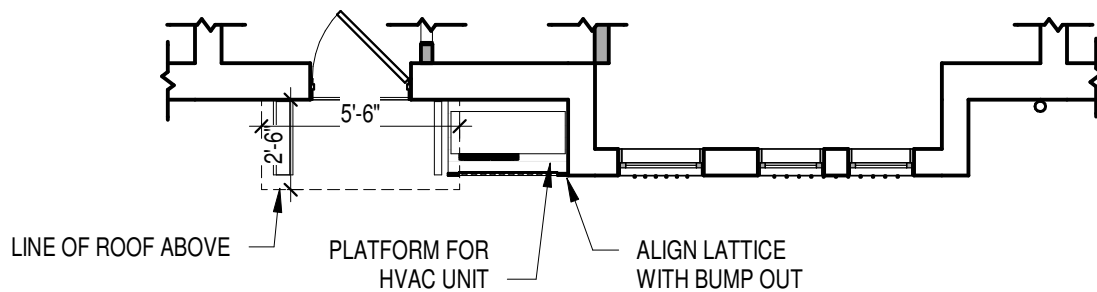 5'-6"
2'-6"
LINE OF ROOF ABOVE
PLATFORM FOR
HVAC UNIT
ALIGN LATTICE
WITH BUMP OUT